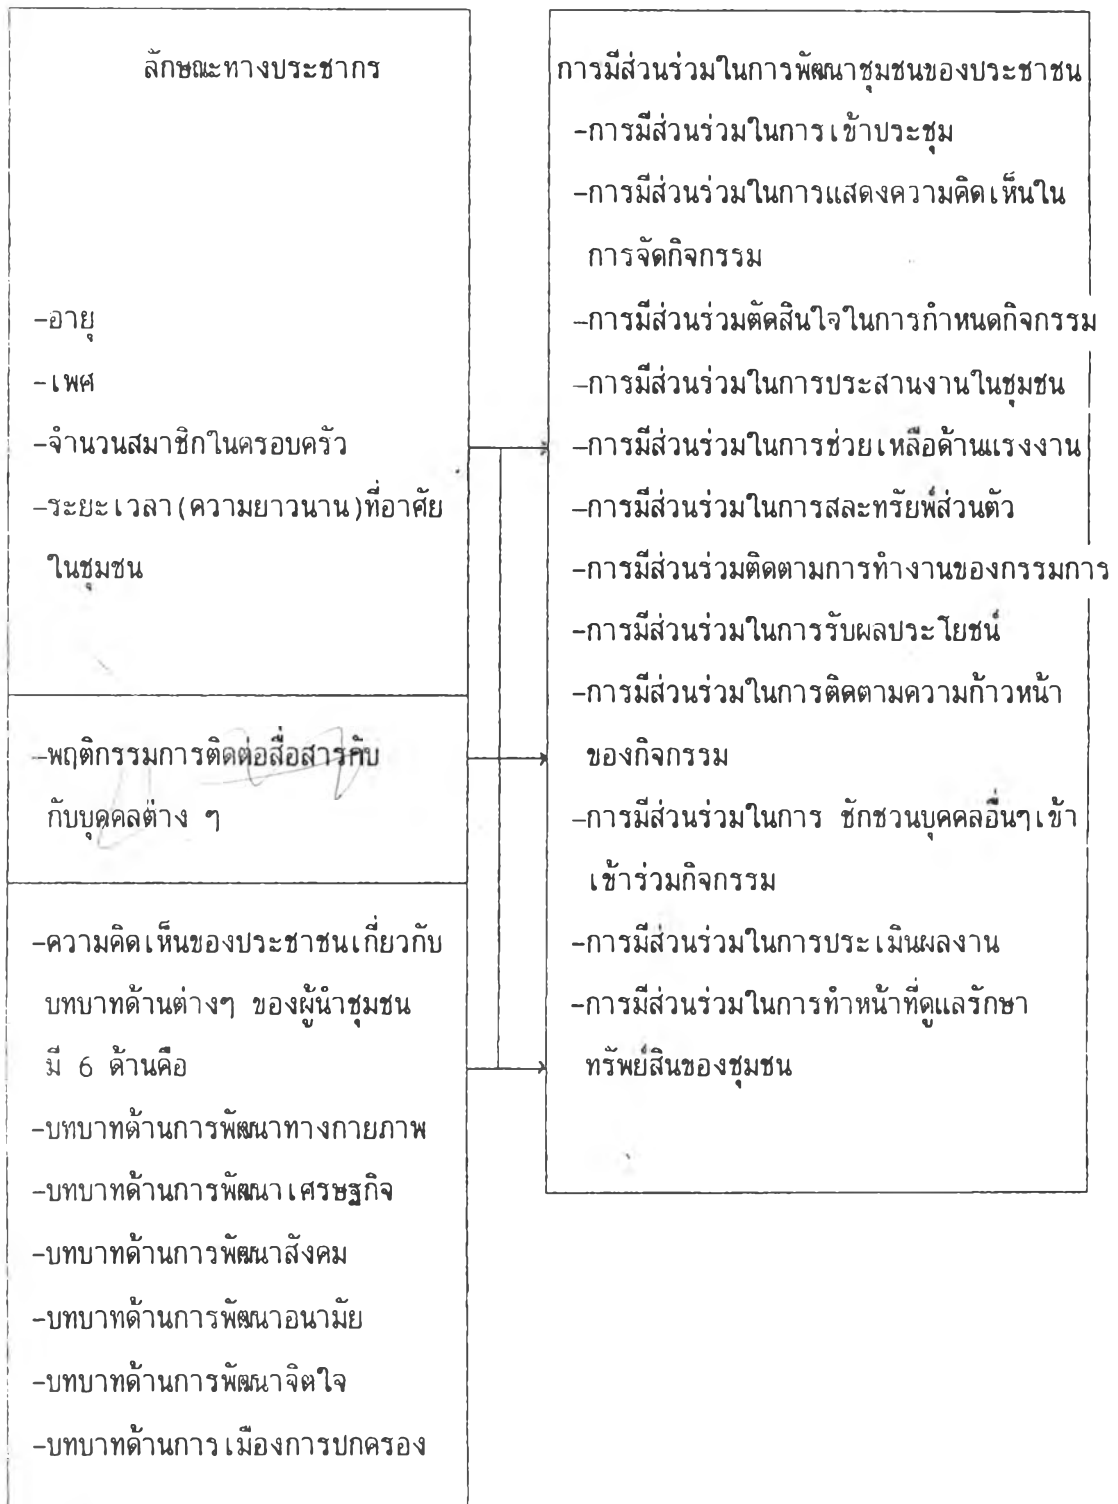 ลักษณะทางประชากร
-อายุ
-เพศ
-จำนวนสมาชิกในครอบครัว
-ระยะเวลา(ความยาวนาน)ที่อาศัย
ในชุมชน
-พฤติกรรมการติดต่อสื่อสารกับ
กับบุคคลต่าง ๆ
-ความคิดเห็นของประชาชนเกี่ยวกับ
บทบาทด้านต่างๆ ของผู้นำชุมชน
มี 6 ด้านคือ
-บทบาทด้านการพัฒนาทางกายภาพ
-บทบาทด้านการพัฒนาเศรษฐกิจ
-บทบาทด้านการพัฒนาสังคม
-บทบาทด้านการพัฒนาอนามัย
-บทบาทด้านการพัฒนาจิตใจ
-บทบาทด้านการเมืองการปกครอง
การมีส่วนร่วมในการพัฒนาชุมชนของประชาชน
-การมีส่วนร่วมในการเข้าประชุม
-การมีส่วนร่วมในการแสดงความคิดเห็นใน
การจัดกิจกรรม
-การมีส่วนร่วมตัดสินใจในการกำหนดกิจกรรม
-การมีส่วนร่วมในการประสานงานในชุมชน
-การมีส่วนร่วมในการช่วยเหลือด้านแรงงาน
-การมีส่วนร่วมในการสละทรัยพ์ส่วนตัว
-การมีส่วนร่วมติดตามการทำงานของกรรมการ
-การมีส่วนร่วมในการรับผลประโยชน์
-การมีส่วนร่วมในการติดตามความก้าวหน้า
ของกิจกรรม
-การมีส่วนร่วมในการ ชักชวนบุคคลอื่นๆเข้า
เข้าร่วมกิจกรรม
-การมีส่วนร่วมในการประเมินผลงาน
-การมีส่วนร่วมในการทำหน้าที่ดูแลรักษา
ทรัพย์สินของชุมชน